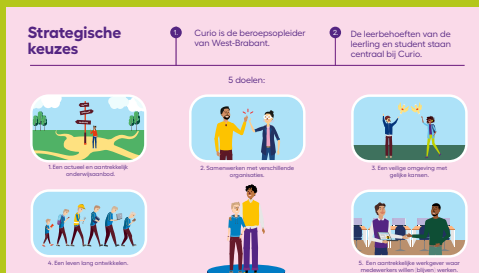 Strategische
keuzes
1.
Curio is de beroepsopleider
van West-Brabant.
2.
De leerbehoeften van de
leerling en student staan
centraal bij Curio.
5 doelen:
1. Een actueel en aantrekkelijk
onderwijsaanbod.
2. Samenwerken met verschillende
organisaties.
3. Een veilige omgeving met
gelijke kansen.
4. Een leven lang ontwikkelen.
5. Een aantrekkelijke werkgever waar
medewerkers willen (blijven) werken.